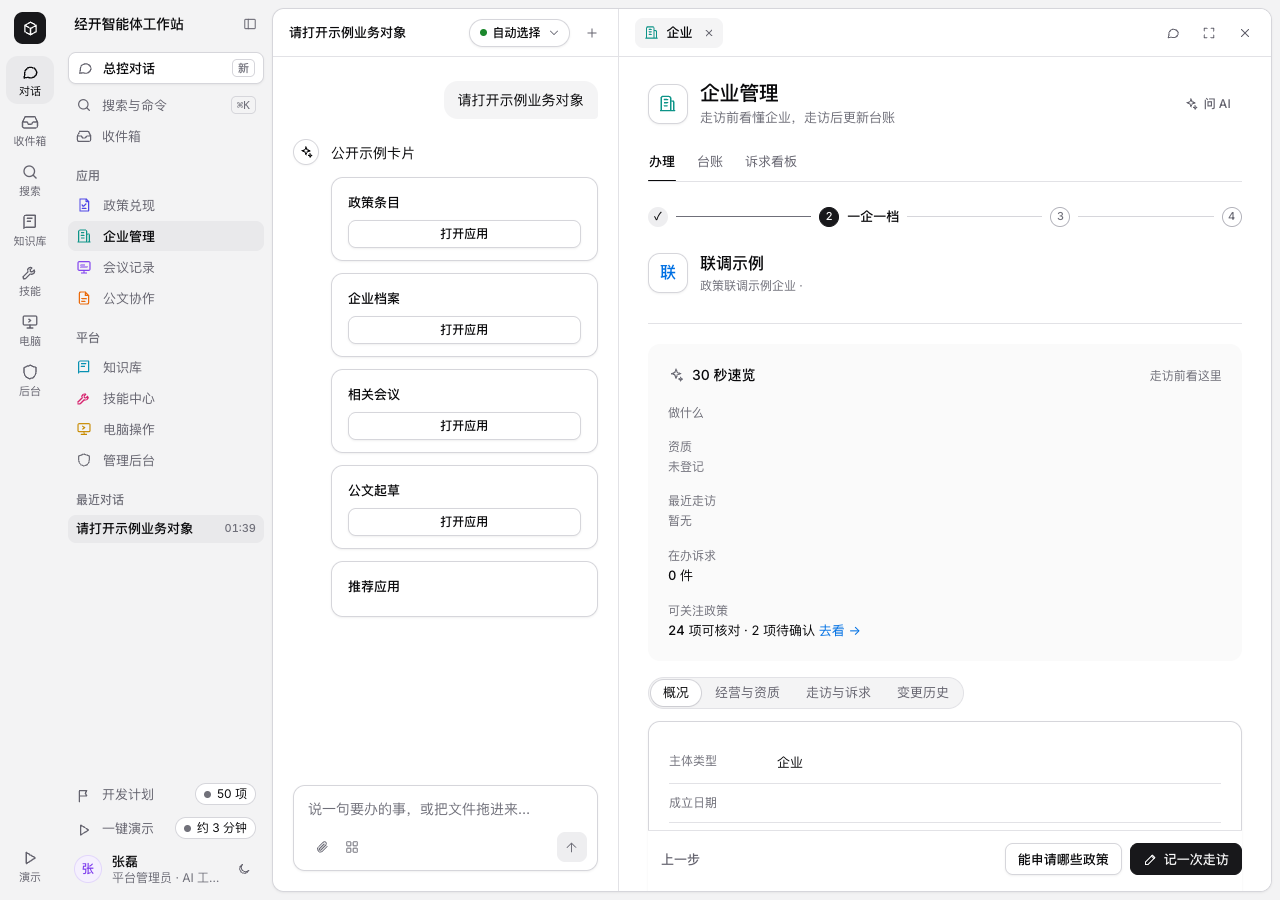 经开智能体工作站
对话
收件箱
搜索
知识库
技能
电脑
后台
演示
总控对话 新
搜索与命令 ⌘K
收件箱
应用
政策兑现
企业管理
会议记录
公文协作
平台
知识库
技能中心
电脑操作
管理后台
最近对话
请打开示例业务对象 01:39
开发计划 50 项
一键演示 约 3 分钟
张 张磊
平台管理员 · AI 工...
请打开示例业务对象 自动选择
请打开示例业务对象
公开示例卡片
政策条目
打开应用
企业档案
打开应用
相关会议
打开应用
公文起草
打开应用
推荐应用
说一句要办的事，或把文件拖进来...
企业
企业管理
走访前看懂企业，走访后更新台账
问 AI
办理 台账 诉求看板
2 一企一档 3 4
联 联调示例
政策联调示例企业 ·
30 秒速览 走访前看这里
做什么
资质
未登记
最近走访
暂无
在办诉求
0 件
可关注政策
24 项可核对 · 2 项待确认 去看 →
概况 经营与资质 走访与诉求 变更历史
主体类型 企业
成立日期
上一步 能申请哪些政策 记一次走访